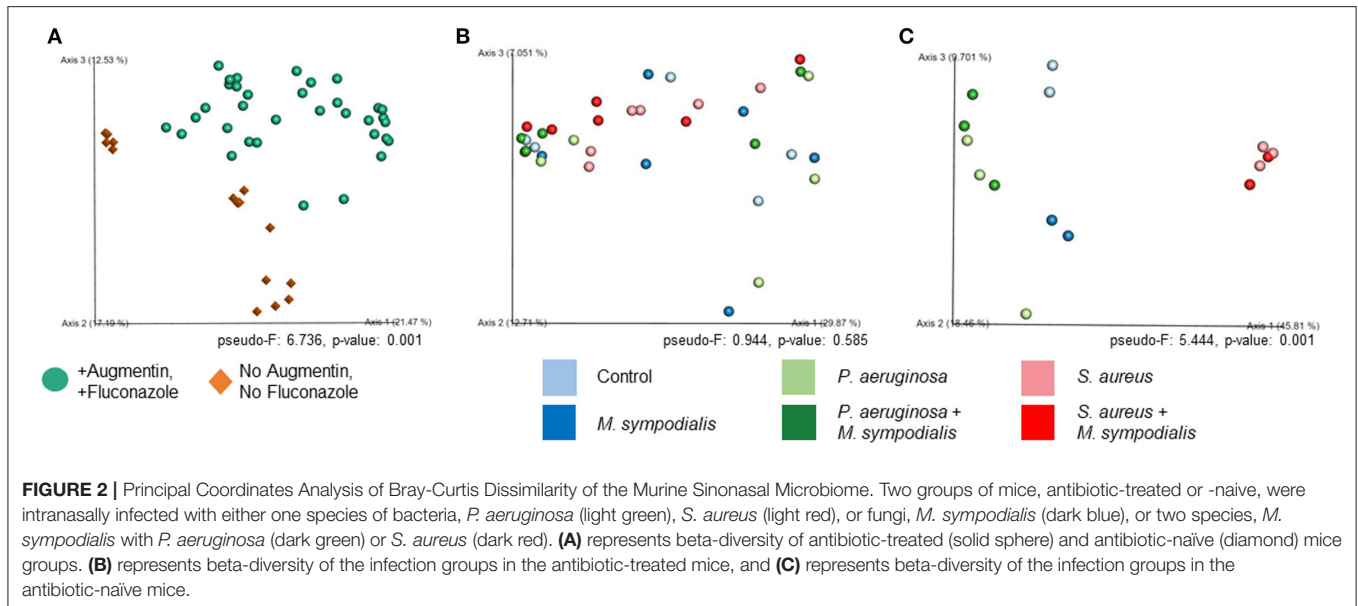 A
B
C
Axis 3 (12.53 %)
Axis 3 (7.051 %)
Axis 3 (9.701 %)
Axis 2 (17.19 %)
Axis 1 (21.47 %)
Axis 2 (12.71 %)
Axis 1 (29.87 %)
Axis 2 (18.46 %)
Axis 1 (45.81 %)
pseudo-F: 6.736, p-value: 0.001
pseudo-F: 0.944, p-value: 0.585
pseudo-F: 5.444, p-value: 0.001
+Augmentin,
+Fluconazole
No Augmentin,
No Fluconazole
Control
M. sympodialis
P. aeruginosa
P. aeruginosa +
M. sympodialis
S. aureus
S. aureus +
M. sympodialis
FIGURE 2 | Principal Coordinates Analysis of Bray-Curtis Dissimilarity of the Murine Sinonasal Microbiome. Two groups of mice, antibiotic-treated or -naive, were
intranasally infected with either one species of bacteria, P. aeruginosa (light green), S. aureus (light red), or fungi, M. sympodialis (dark blue), or two species, M.
sympodialis with P. aeruginosa (dark green) or S. aureus (dark red). (A) represents beta-diversity of antibiotic-treated (solid sphere) and antibiotic-naïve (diamond) mice
groups. (B) represents beta-diversity of the infection groups in the antibiotic-treated mice, and (C) represents beta-diversity of the infection groups in the
antibiotic-naïve mice.